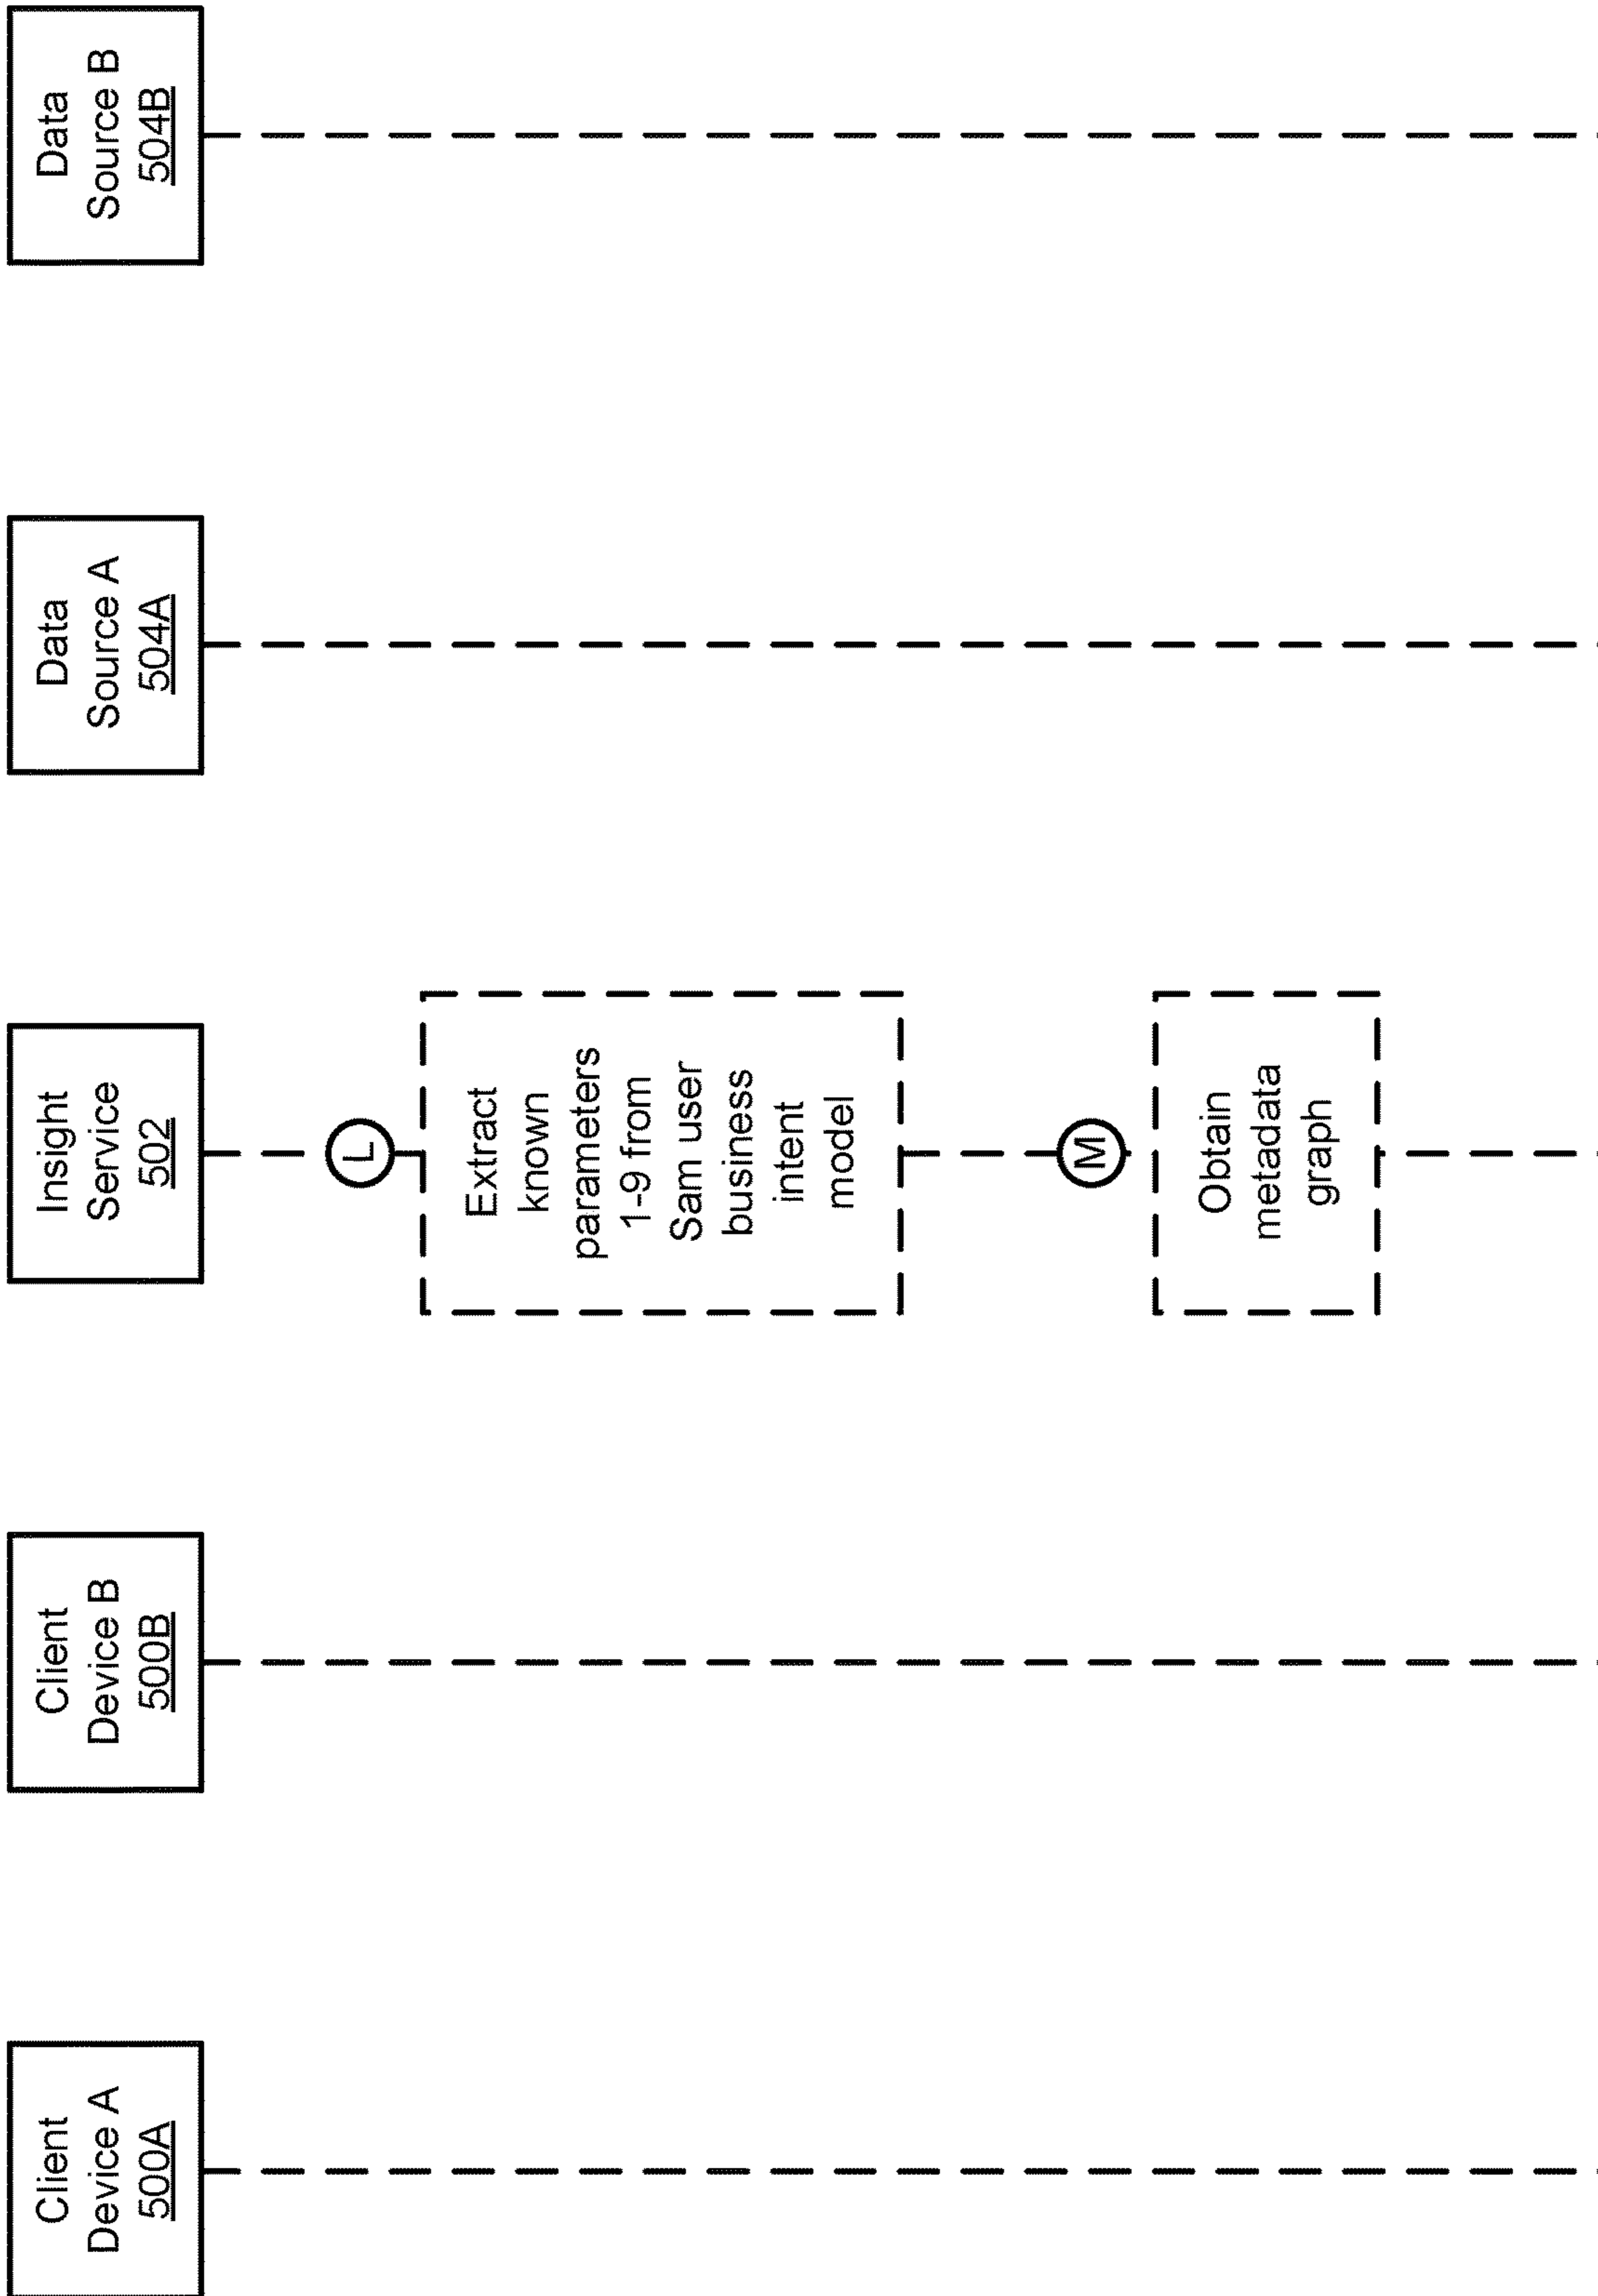 Client
Device A
500A
Client
Device B
500B
Insight
Service
502
Data
Source A
504A
Data
Source B
504B
L
Extract
known
parameters
1-9 from
Sam user
business
intent
model
M
Obtain
metadata
graph